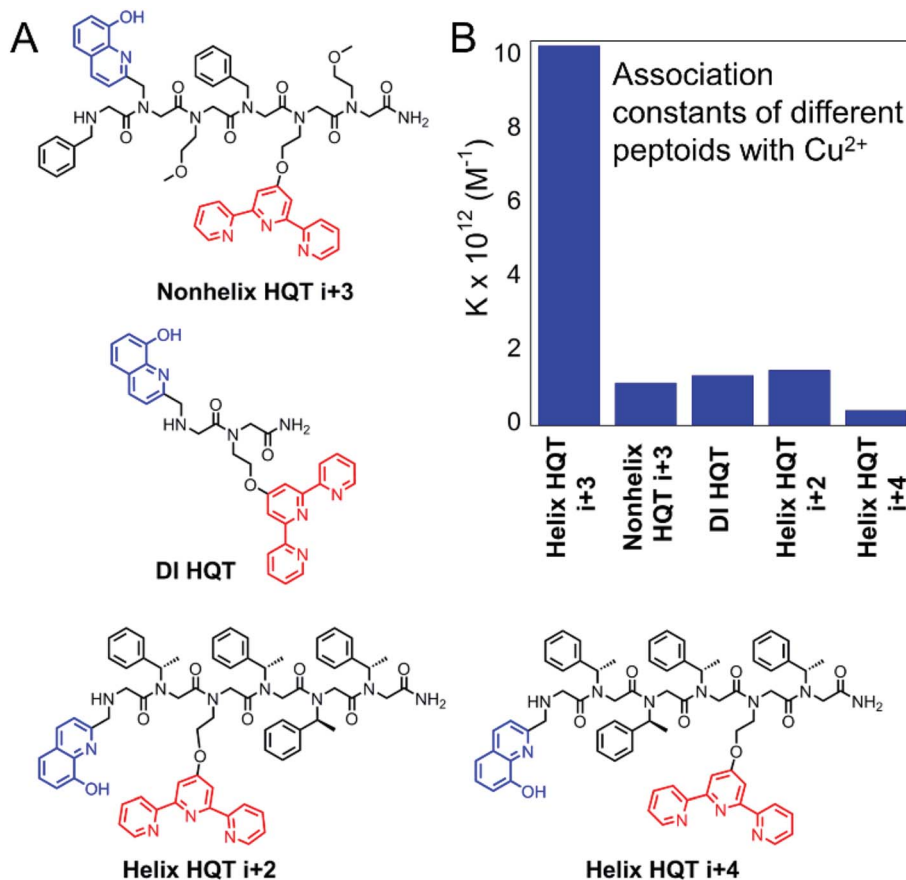 A
OH
N
O
O
O
O
HN
N
N
N
N
N
NH₂
O
O
O
O
O
N
N
N
Nonhelix HQT i+3
OH
N
O
O
HN
N
NH₂
O
O
N
N
N
DI HQT
B
Association
constants of different
peptoids with Cu²⁺
K x 10¹² (M⁻¹)
10
8
6
4
2
0
Helix HQT
i+3
Nonhelix
HQT i+3
DI HQT
Helix HQT
i+2
Helix HQT
i+4
HN
O
O
O
N
N
N
N
N
NH₂
O
O
O
N
OH
O
N
N
N
Helix HQT i+2
HN
O
O
O
N
N
N
N
N
NH₂
O
O
O
N
OH
O
N
N
N
Helix HQT i+4